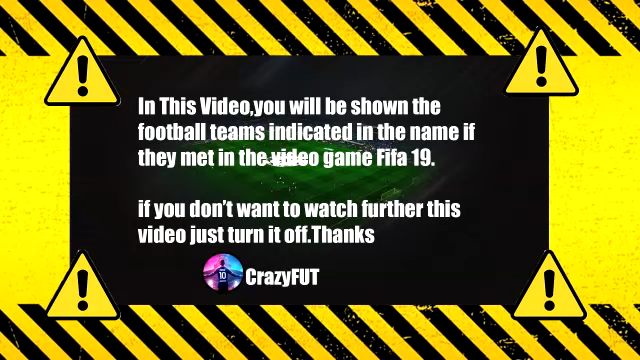 In This Video,you will be shown the
football teams indicated in the name if
they met in the video game Fifa 19.
if you don't want to watch further this
video just turn it off.Thanks
10
CrazyFUT